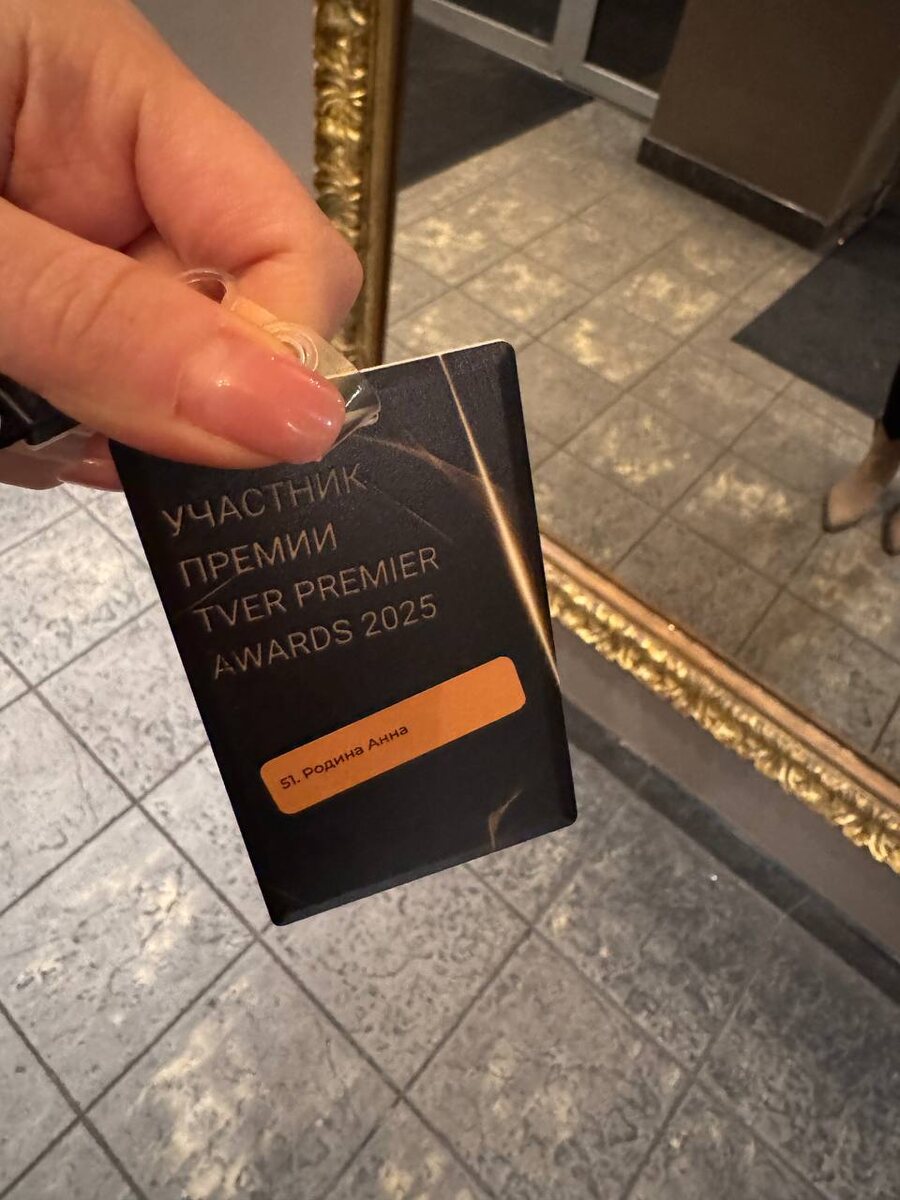 УЧАСТНИК
ПРЕМИИ
TVER PREMIER
AWARDS 2025
51. Родина Анна